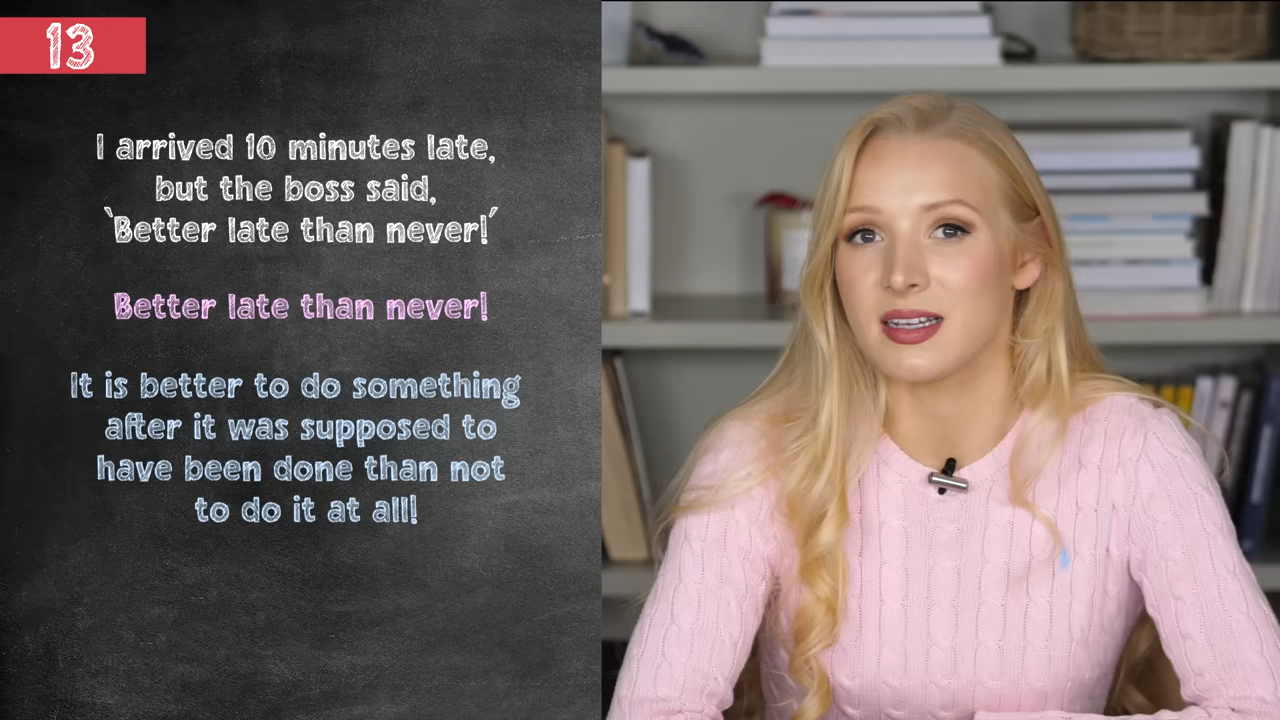 13
I arrived 10 minutes late,
but the boss said,
`Better late than never!´
Better late than never!
It is better to do something
after it was supposed to
have been done than not
to do it at all!